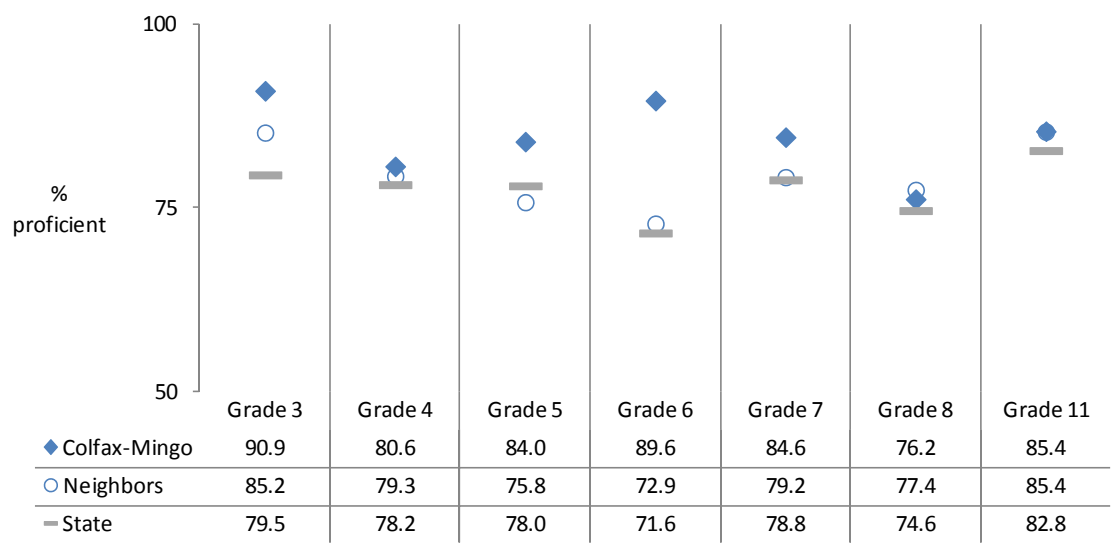 100
75
50
%
proficient
Grade 3 Grade 4 Grade 5 Grade 6 Grade 7 Grade 8 Grade 11
Colfax-Mingo 90.9 80.6 84.0 89.6 84.6 76.2 85.4
Neighbors 85.2 79.3 75.8 72.9 79.2 77.4 85.4
State 79.5 78.2 78.0 71.6 78.8 74.6 82.8